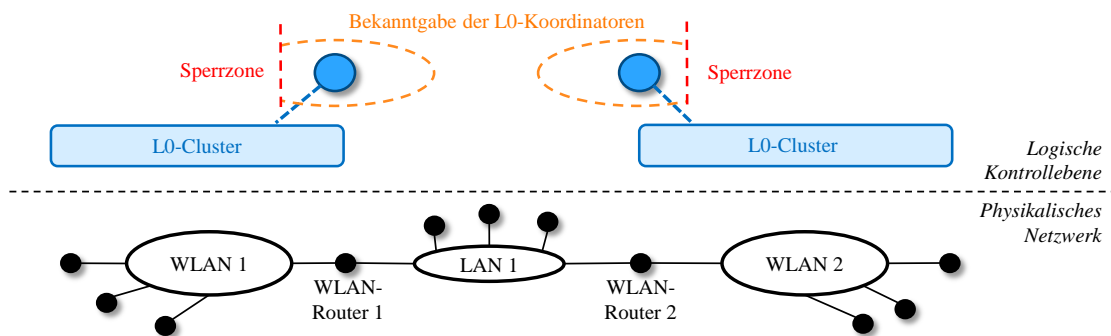 Bekanntgabe der L0-Koordinatoren
Sperrzone
Sperrzone
L0-Cluster
L0-Cluster
Logische
Kontrollebene
Physikalisches
Netzwerk
WLAN 1
LAN 1
WLAN 2
WLAN-
Router 1
WLAN-
Router 2